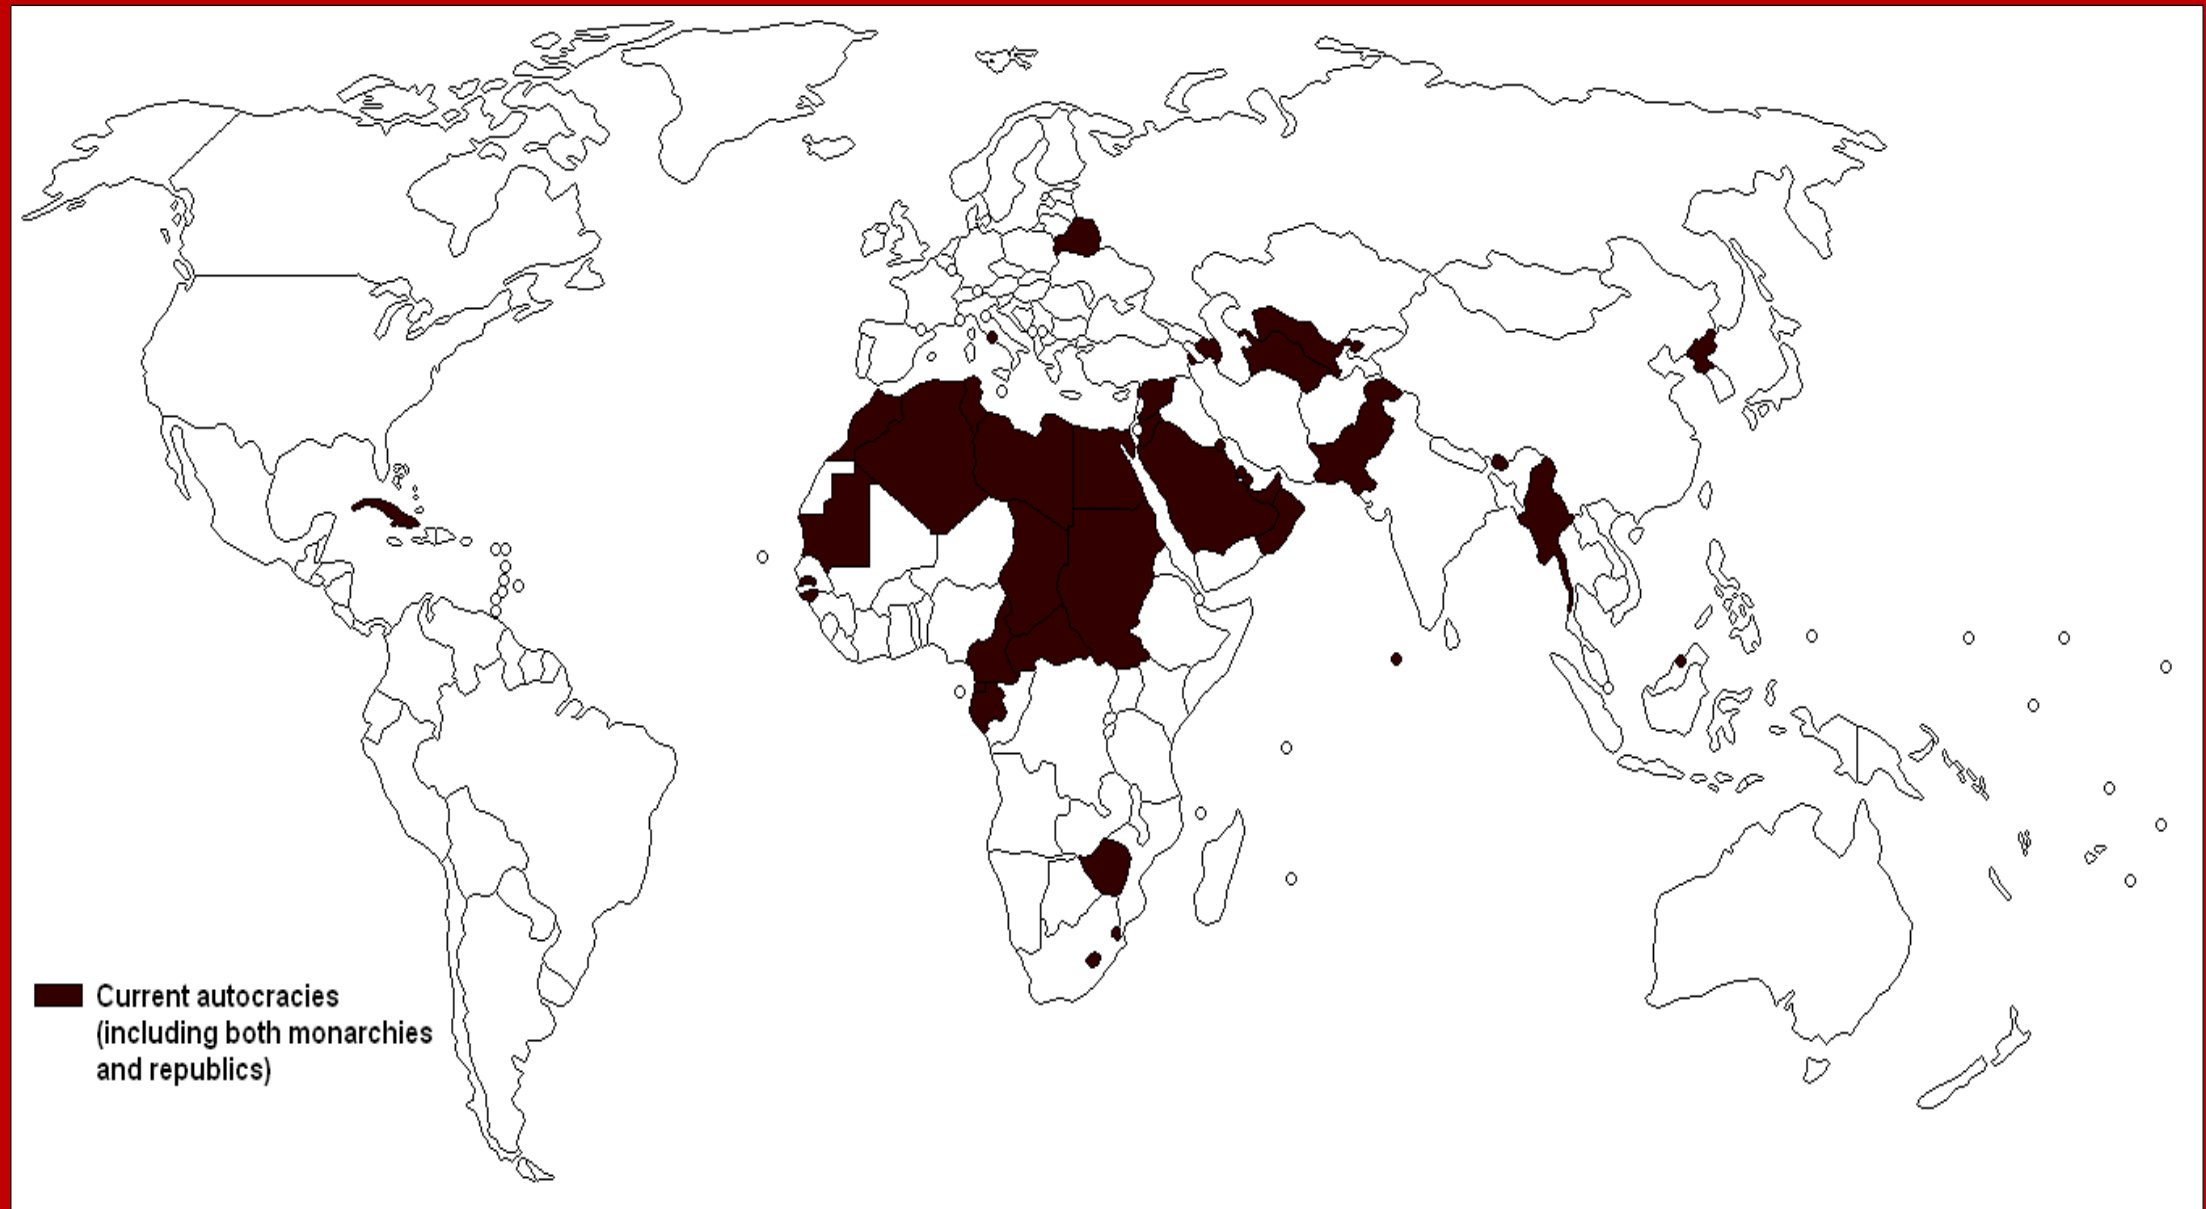 Current autocracies
(including both monarchies
and republics)